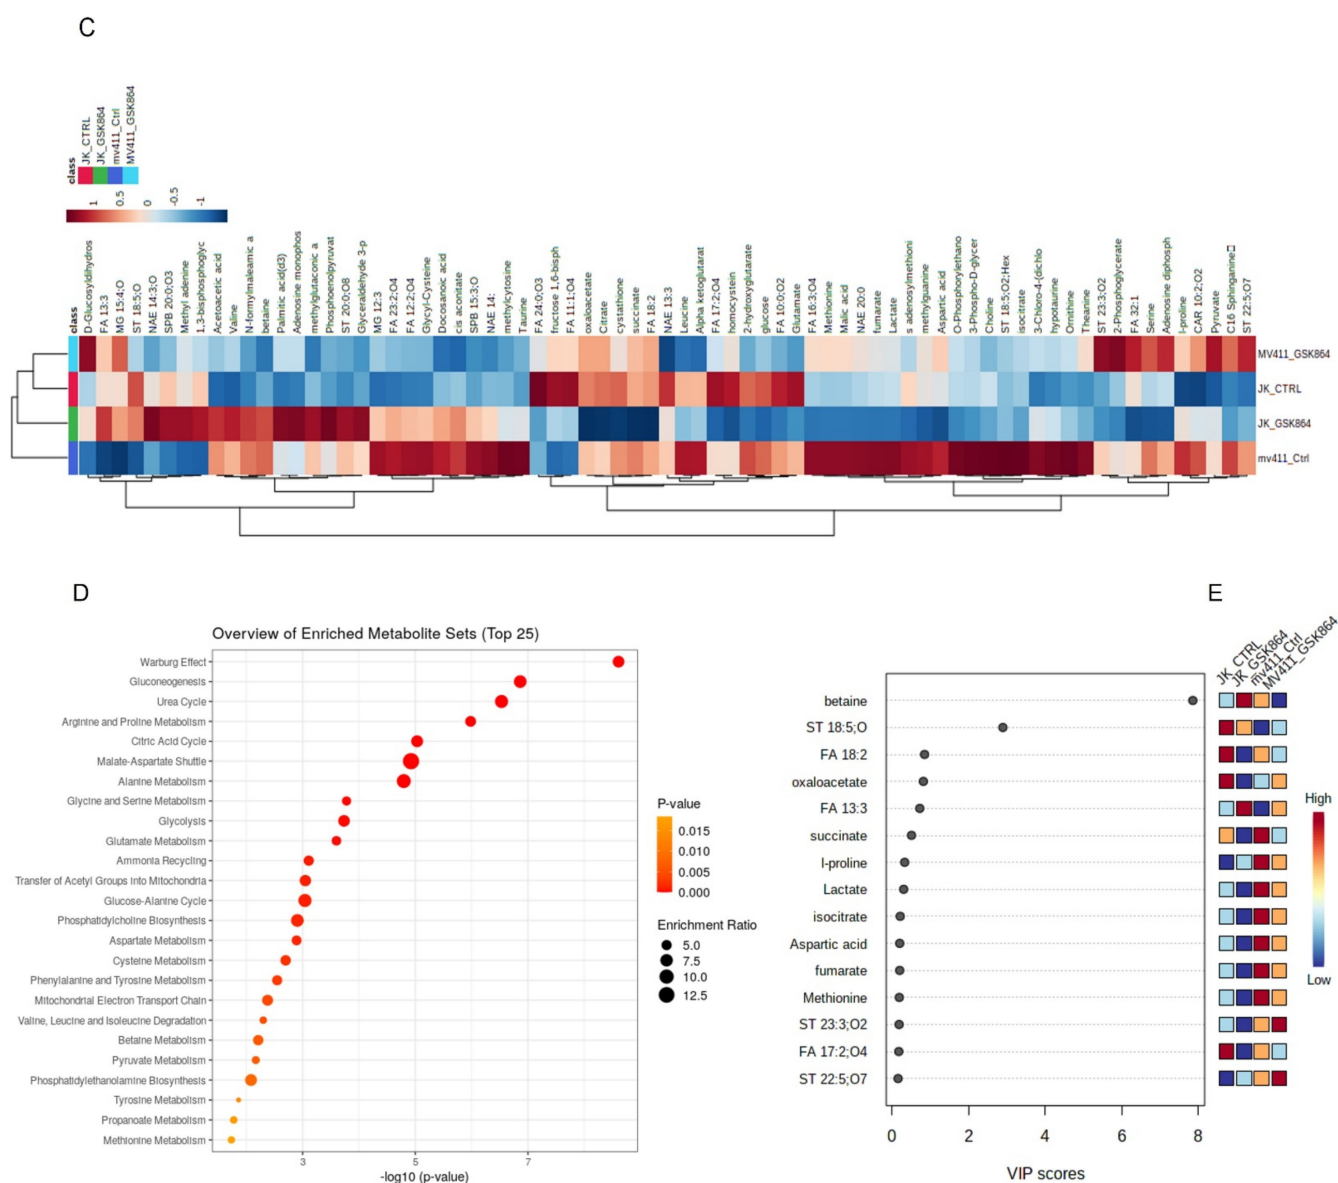 C
class
JK_CTRL
JK_GSK864
mv411_Ctrl
MV411_GSK864
1
0.5
0
-0.5
-1
class
D-Glucosyldihydros
FA 13:3
MG 15:4;O
ST 18:5;O
NAE 14:3;O
SPB 20:0;O3
Methyl adenine
1,3-bisphosphoglyc
Acetoacetic acid
Valine
N-formylmaleamic a
betaine
Palmitic acid(d3)
Adenosine monophos
methylglutaconic a
Phosphoenolpyruvat
ST 20:0;O8
Glyceraldehyde 3-p
MG 12:3
FA 23:2;O4
FA 12:2;O4
Glycyl-Cysteine
Docosanoic acid
cis aconitate
SPB 15:3;O
NAE 14:
methylcytosine
Taurine
FA 24:0;O3
fructose 1,6-bisph
FA 11:1;O4
oxaloacetate
Citrate
cystathione
succinate
FA 18:2
NAE 13:3
Leucine
Alpha ketoglutarat
FA 17:2;O4
homocystein
2-hydroxyglutarate
glucose
FA 10:0;O2
Glutamate
FA 16:3;O4
Methionine
Malic acid
NAE 20:0
fumarate
Lactate
s adenosylmethioni
methylguanine
Aspartic acid
O-Phosphorylethano
3-Phospho-D-glycer
Choline
ST 18:5;O2;Hex
isocitrate
3-Chloro-4-(dichlo
hypotaurine
Ornithine
Theanine
ST 23:3;O2
2-Phosphoglycerate
FA 32:1
Serine
Adenosine diphosph
l-proline
CAR 10:2;O2
Pyruvate
C16 Sphinganine
ST 22:5;O7
MV411_GSK864
JK_CTRL
JK_GSK864
mv411_Ctrl
D
Overview of Enriched Metabolite Sets (Top 25)
Warburg Effect
Gluconeogenesis
Urea Cycle
Arginine and Proline Metabolism
Citric Acid Cycle
Malate-Aspartate Shuttle
Alanine Metabolism
Glycine and Serine Metabolism
Glycolysis
Glutamate Metabolism
Ammonia Recycling
Transfer of Acetyl Groups into Mitochondria
Glucose-Alanine Cycle
Phosphatidylcholine Biosynthesis
Aspartate Metabolism
Cysteine Metabolism
Phenylalanine and Tyrosine Metabolism
Mitochondrial Electron Transport Chain
Valine, Leucine and Isoleucine Degradation
Betaine Metabolism
Pyruvate Metabolism
Phosphatidylethanolamine Biosynthesis
Tyrosine Metabolism
Propanoate Metabolism
Methionine Metabolism
3 5 7
-log10 (p-value)
P-value
0.015
0.010
0.005
0.000
Enrichment Ratio
5.0
7.5
10.0
12.5
E
JK_CTRL
JK_GSK864
mv411_Ctrl
MV411_GSK864
betaine
ST 18:5;O
FA 18:2
oxaloacetate
FA 13:3
succinate
l-proline
Lactate
isocitrate
Aspartic acid
fumarate
Methionine
ST 23:3;O2
FA 17:2;O4
ST 22:5;O7
0 2 4 6 8
VIP scores
High
Low